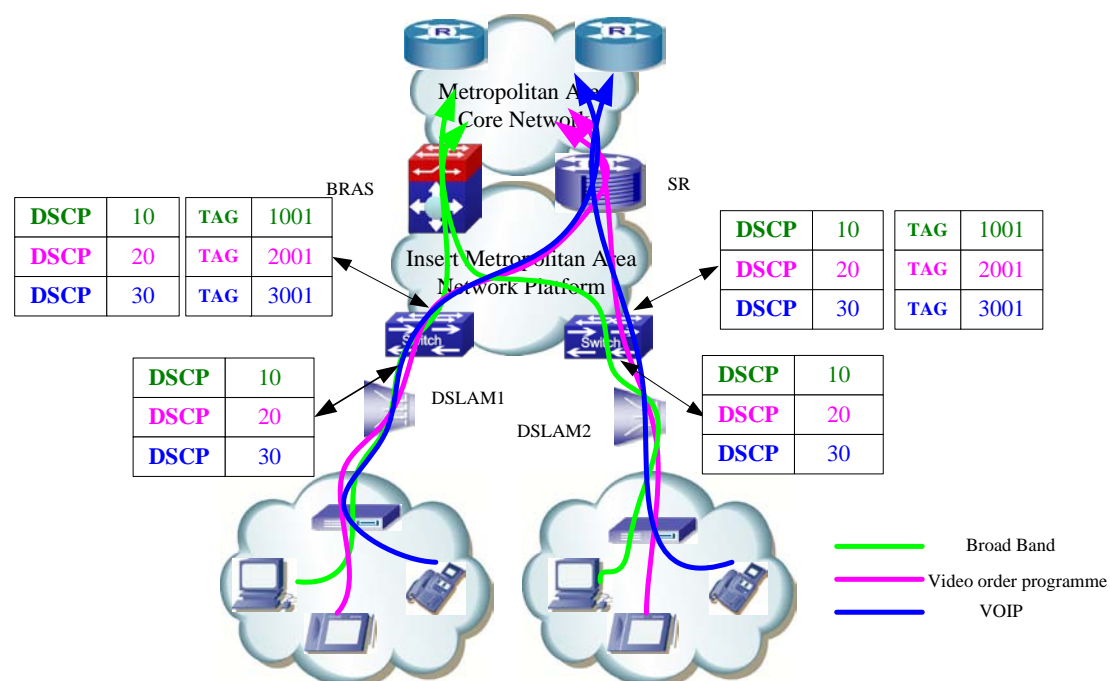 R
R
Metropolitan Area
Core Network
BRAS
SR
DSCP 10 TAG 1001
DSCP 20 TAG 2001
DSCP 30 TAG 3001
DSCP 10 TAG 1001
DSCP 20 TAG 2001
DSCP 30 TAG 3001
Insert Metropolitan Area
Network Platform
Switch
Switch
DSCP 10
DSCP 20
DSCP 30
DSLAM1
DSLAM2
DSCP 10
DSCP 20
DSCP 30
Broad Band
Video order programme
VOIP